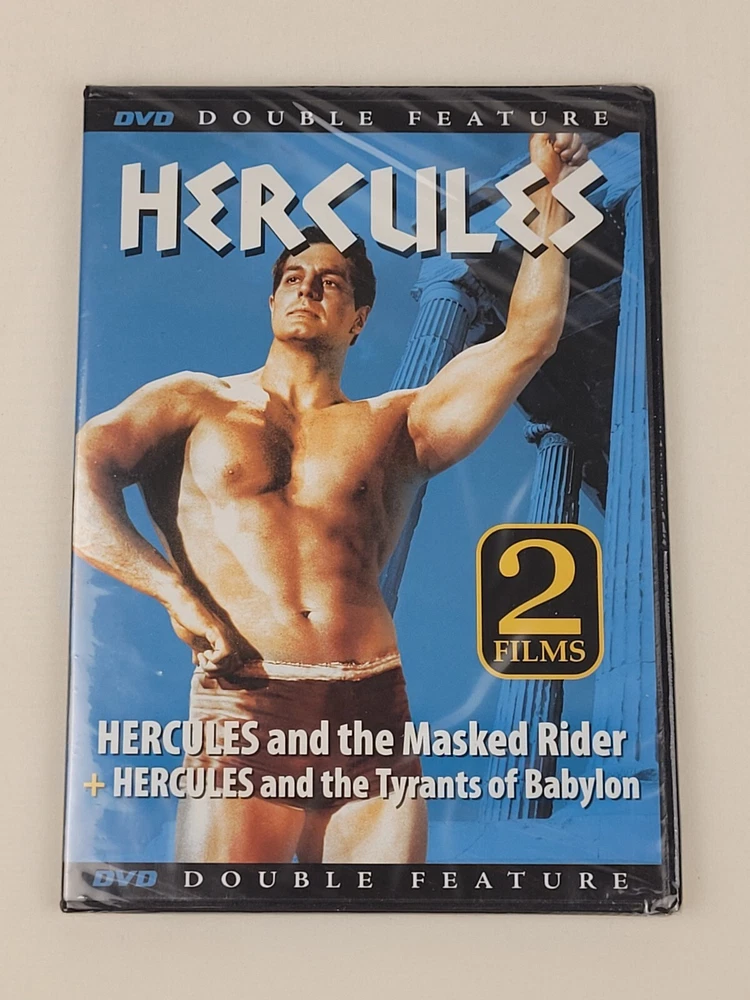 DVD DOUBLE FEATURE
HERCULES
2
FILMS
HERCULES and the Masked Rider
+ HERCULES and the Tyrants of Babylon
DVD DOUBLE FEATURE